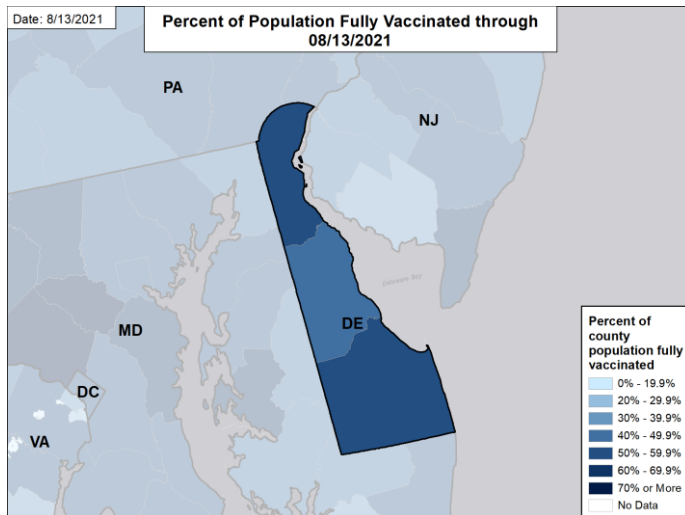 Date: 8/13/2021
Percent of Population Fully Vaccinated through
08/13/2021
PA
NJ
Delaware Bay
DE
MD
DC
VA
Percent of
county
population fully
vaccinated
0% - 19.9%
20% - 29.9%
30% - 39.9%
40% - 49.9%
50% - 59.9%
60% - 69.9%
70% or More
No Data